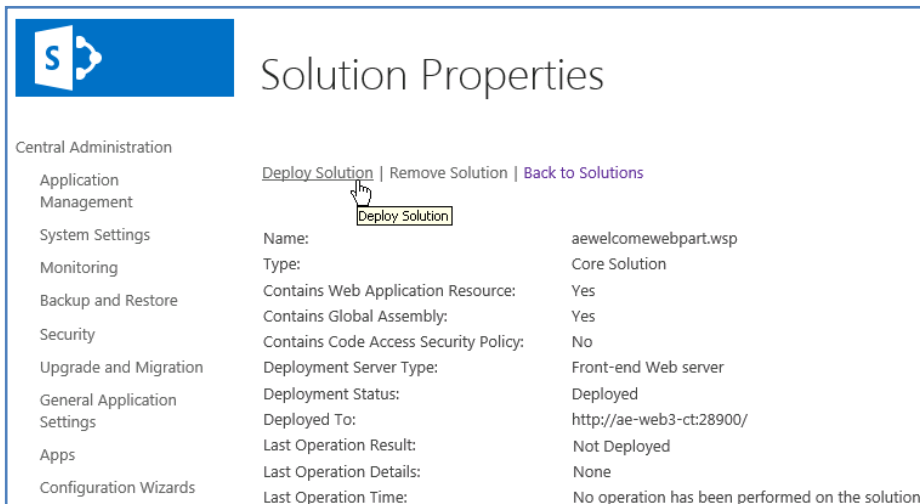 S
Solution Properties
Central Administration
Application
Management
System Settings
Monitoring
Backup and Restore
Security
Upgrade and Migration
General Application
Settings
Apps
Configuration Wizards
Deploy Solution | Remove Solution | Back to Solutions
Deploy Solution
Name: aewelcomewebpart.wsp
Type: Core Solution
Contains Web Application Resource: Yes
Contains Global Assembly: Yes
Contains Code Access Security Policy: No
Deployment Server Type: Front-end Web server
Deployment Status: Deployed
Deployed To: http://ae-web3-ct:28900/
Last Operation Result: Not Deployed
Last Operation Details: None
Last Operation Time: No operation has been performed on the solution